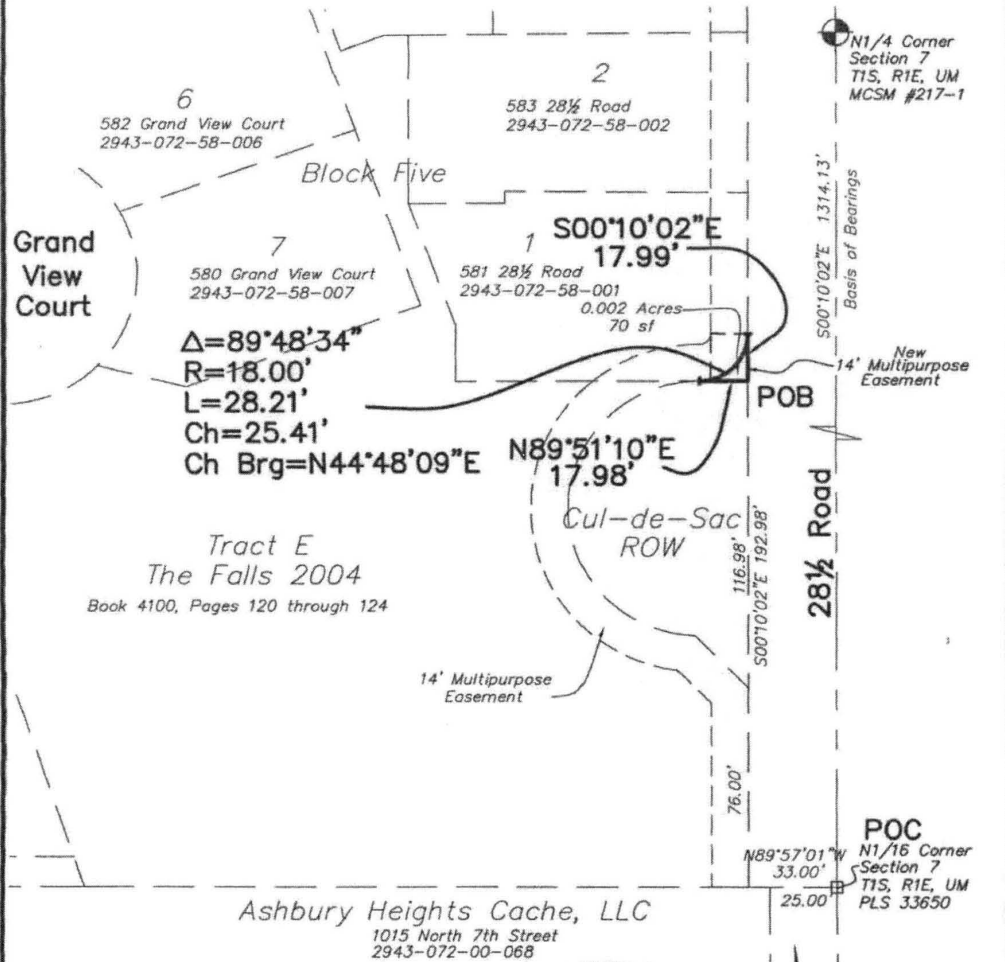 N1/4 Corner
Section 7
T1S, R1E, UM
MCSM #217-1
2
583 28½ Road
2943-072-58-002
6
582 Grand View Court
2943-072-58-006
Block Five
S00°10'02"E 1314.13'
Basis of Bearings
Grand
View
Court
7
580 Grand View Court
2943-072-58-007
1
581 28½ Road
2943-072-58-001
S00°10'02"E
17.99'
0.002 Acres
70 sf
Δ=89°48'34"
R=18.00'
L=28.21'
Ch=25.41'
Ch Brg=N44°48'09"E
New
14' Multipurpose
Easement
POB
N89°51'10"E
17.98'
Cul-de-Sac
ROW
116.98'
S00°10'02"E 192.98'
28½ Road
Tract E
The Falls 2004
Book 4100, Pages 120 through 124
14' Multipurpose
Easement
76.00'
POC
N1/16 Corner
Section 7
T1S, R1E, UM
PLS 33650
N89°57'01"W
33.00'
25.00'
Ashbury Heights Cache, LLC
1015 North 7th Street
2943-072-00-068